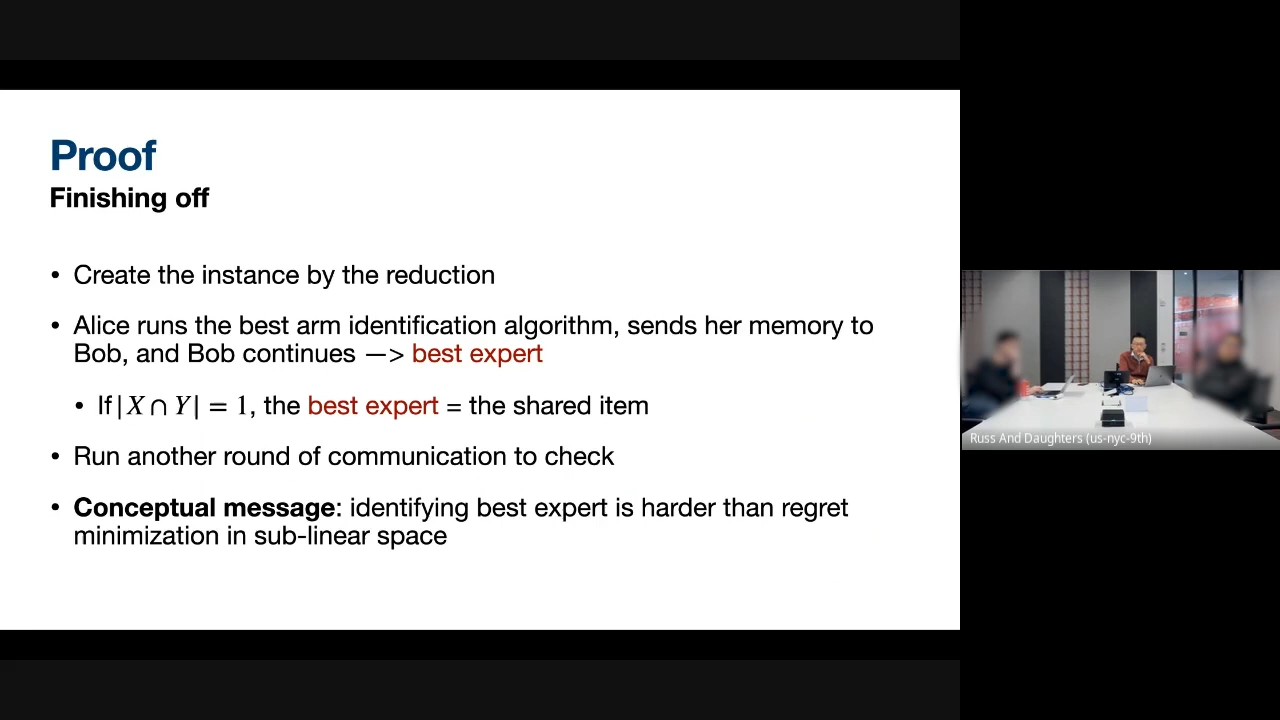 Proof
Finishing off
• Create the instance by the reduction
• Alice runs the best arm identification algorithm, sends her memory to
Bob, and Bob continues —> best expert
• If |X ∩ Y| = 1, the best expert = the shared item
• Run another round of communication to check
• Conceptual message: identifying best expert is harder than regret
minimization in sub-linear space
Russ And Daughters (us-nyc-9th)